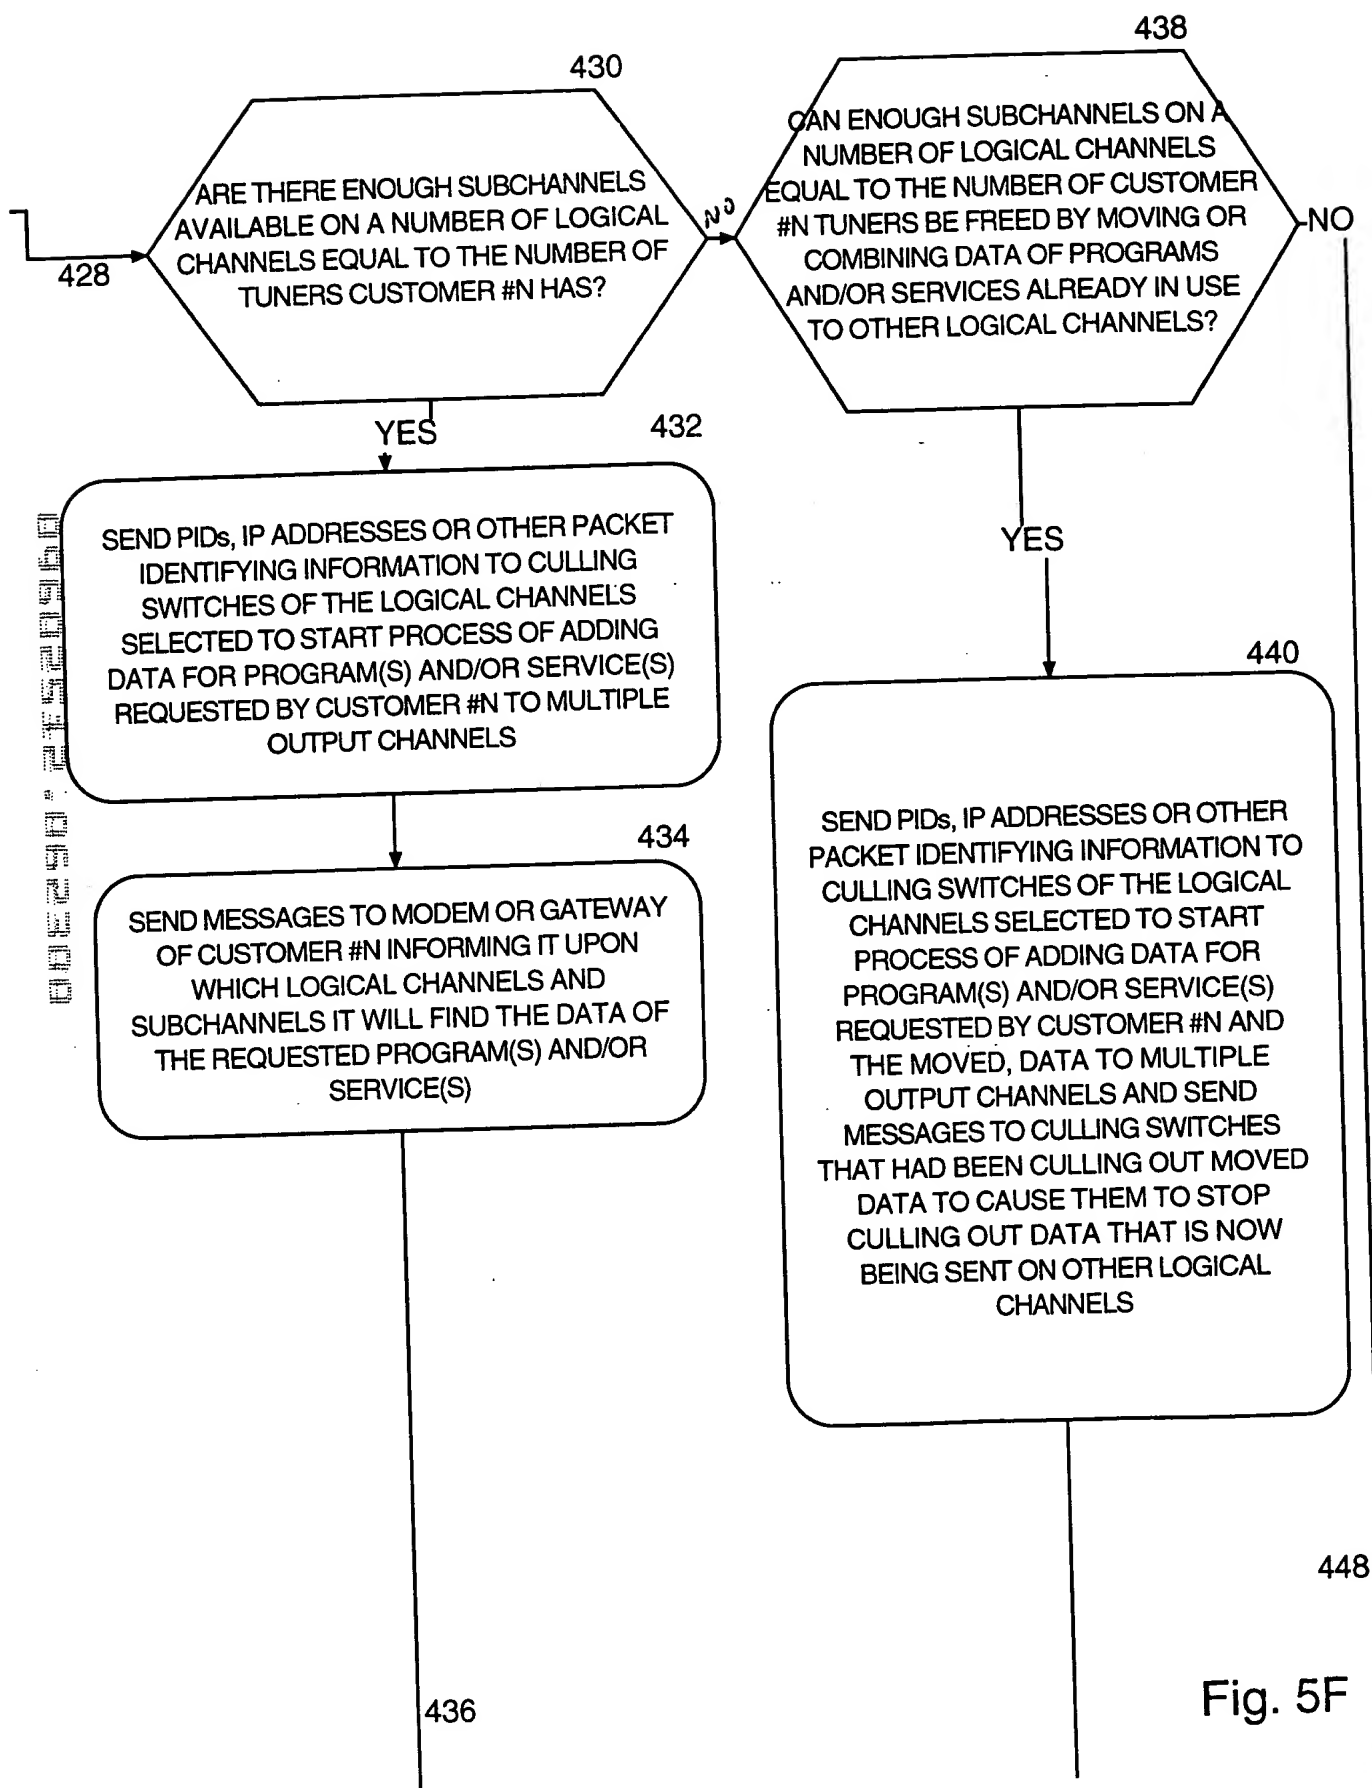 438
430
CAN ENOUGH SUBCHANNELS ON A
NUMBER OF LOGICAL CHANNELS
EQUAL TO THE NUMBER OF CUSTOMER
#N TUNERS BE FREED BY MOVING OR
COMBINING DATA OF PROGRAMS
AND/OR SERVICES ALREADY IN USE
TO OTHER LOGICAL CHANNELS?
NO
ARE THERE ENOUGH SUBCHANNELS
AVAILABLE ON A NUMBER OF LOGICAL
CHANNELS EQUAL TO THE NUMBER OF
TUNERS CUSTOMER #N HAS?
NO
428
YES
432
SEND PIDs, IP ADDRESSES OR OTHER PACKET
IDENTIFYING INFORMATION TO CULLING
SWITCHES OF THE LOGICAL CHANNELS
SELECTED TO START PROCESS OF ADDING
DATA FOR PROGRAM(S) AND/OR SERVICE(S)
REQUESTED BY CUSTOMER #N TO MULTIPLE
OUTPUT CHANNELS
YES
434
SEND MESSAGES TO MODEM OR GATEWAY
OF CUSTOMER #N INFORMING IT UPON
WHICH LOGICAL CHANNELS AND
SUBCHANNELS IT WILL FIND THE DATA OF
THE REQUESTED PROGRAM(S) AND/OR
SERVICE(S)
440
SEND PIDs, IP ADDRESSES OR OTHER
PACKET IDENTIFYING INFORMATION TO
CULLING SWITCHES OF THE LOGICAL
CHANNELS SELECTED TO START
PROCESS OF ADDING DATA FOR
PROGRAM(S) AND/OR SERVICE(S)
REQUESTED BY CUSTOMER #N AND
THE MOVED, DATA TO MULTIPLE
OUTPUT CHANNELS AND SEND
MESSAGES TO CULLING SWITCHES
THAT HAD BEEN CULLING OUT MOVED
DATA TO CAUSE THEM TO STOP
CULLING OUT DATA THAT IS NOW
BEING SENT ON OTHER LOGICAL
CHANNELS
448
436
Fig. 5F